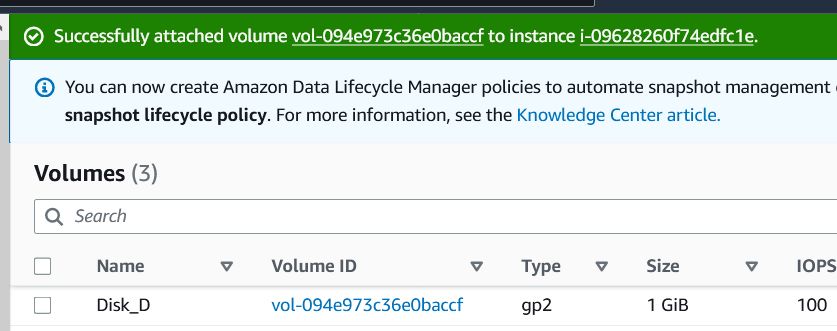 Successfully attached volume vol-094e973c36e0baccf to instance i-09628260f74edfc1e.
You can now create Amazon Data Lifecycle Manager policies to automate snapshot management
snapshot lifecycle policy. For more information, see the Knowledge Center article.
Volumes (3)
Search
Name Volume ID Type Size IOPS
Disk_D vol-094e973c36e0baccf gp2 1 GiB 100